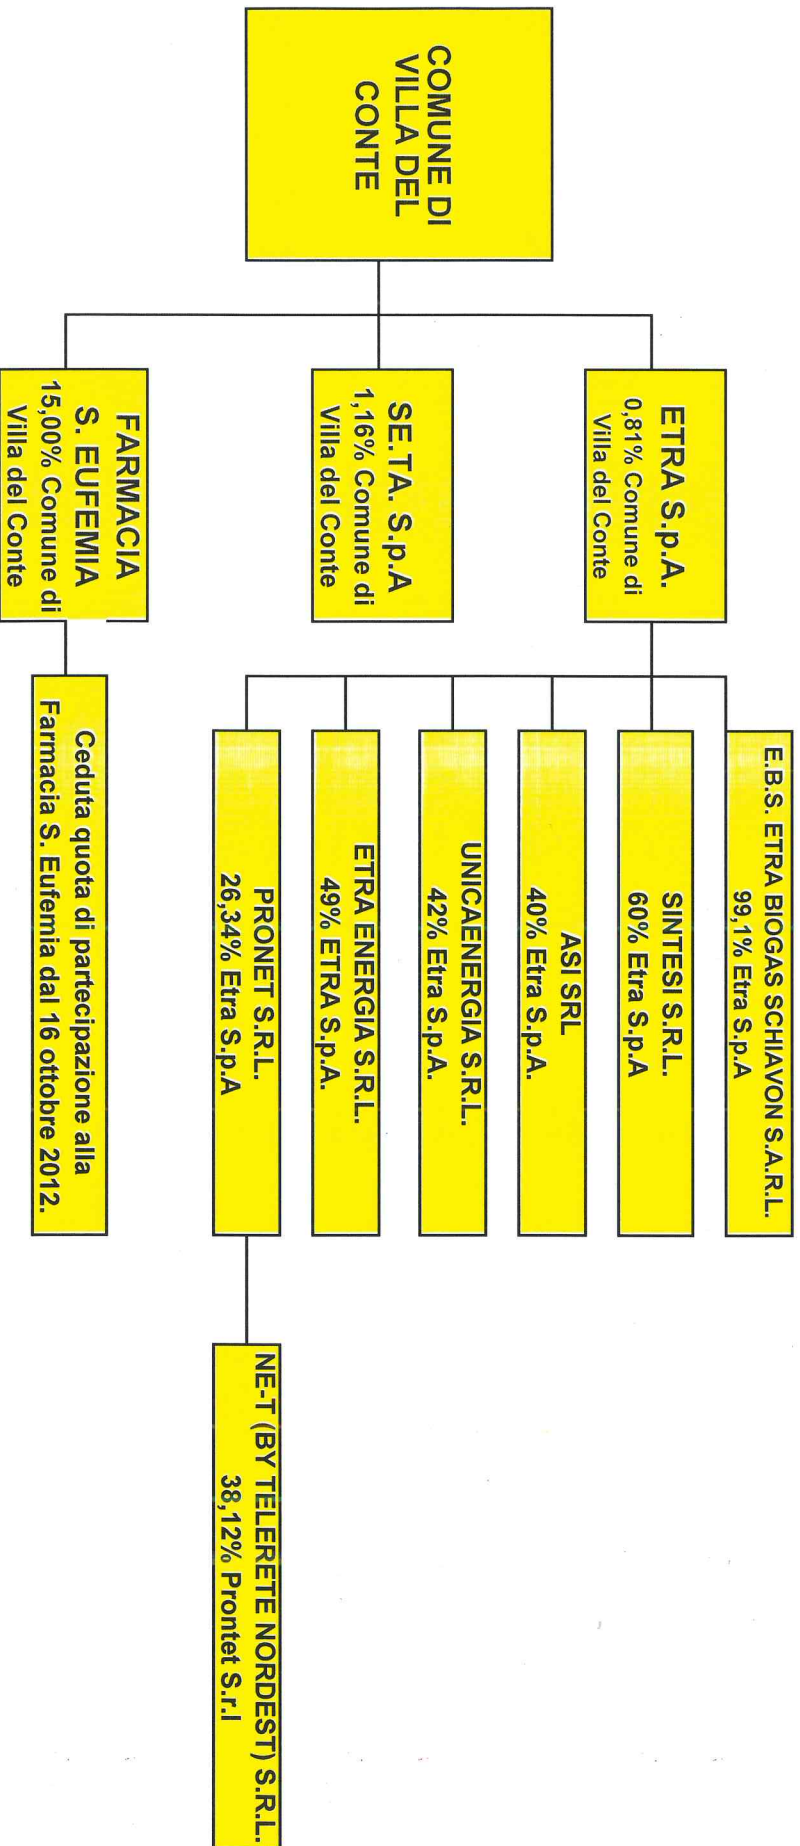 COMUNE DI
VILLA DEL
CONTE
ETRA S.p.A.
0,81% Comune di
Villa del Conte
SE.TA. S.p.A
1,16% Comune di
Villa del Conte
FARMACIA
S. EUFEMIA
15,00% Comune di
Villa del Conte
E.B.S. ETRA BIOGAS SCHIAVON S.A.R.L.
99,1% Etra S.p.A
SINTESI S.R.L.
60% Etra S.p.A
ASI SRL
40% Etra S.p.A.
UNICAENERGIA S.R.L.
42% Etra S.p.A.
ETRA ENERGIA S.R.L.
49% ETRA S.p.A.
PRONET S.R.L.
26,34% Etra S.p.A
Ceduta quota di partecipazione alla
Farmacia S. Eufemia dal 16 ottobre 2012.
NE-T (BY TELERETE NORDEST) S.R.L.
38,12% Prontet S.r.l